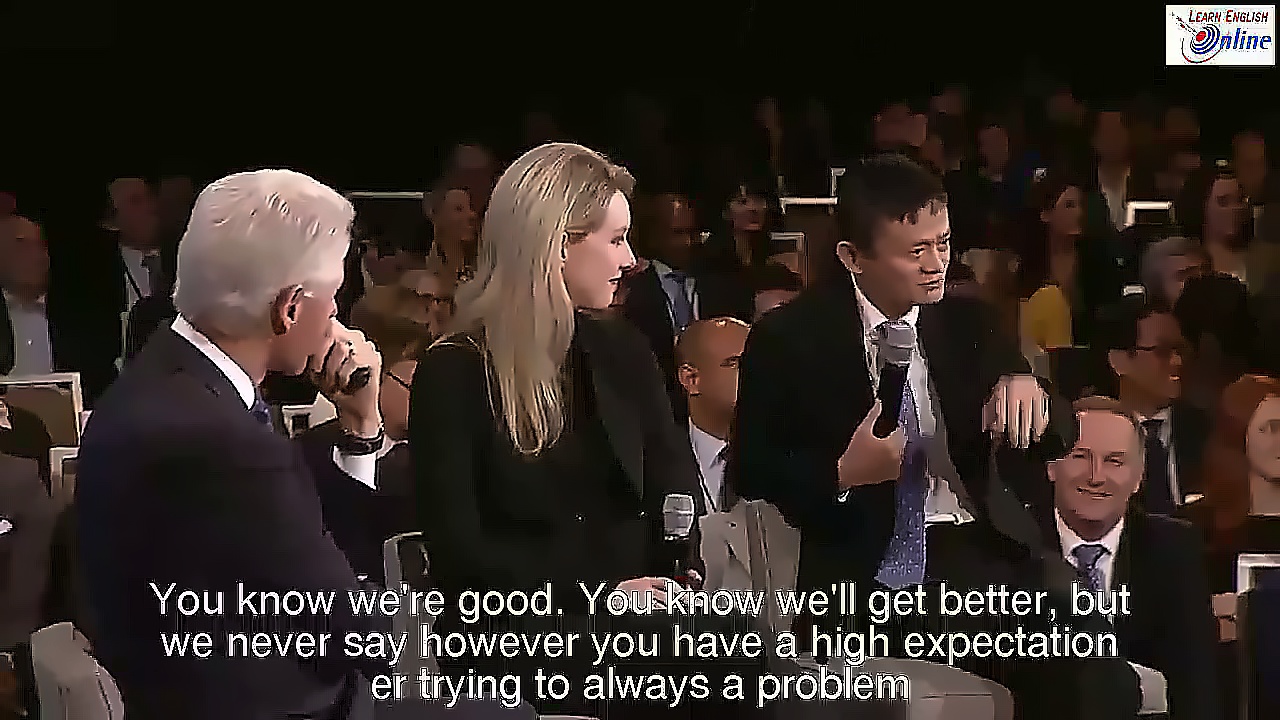 LEARN ENGLISH
Online
You know we're good. You know we'll get better, but
we never say however you have a high expectation
er trying to always a problem